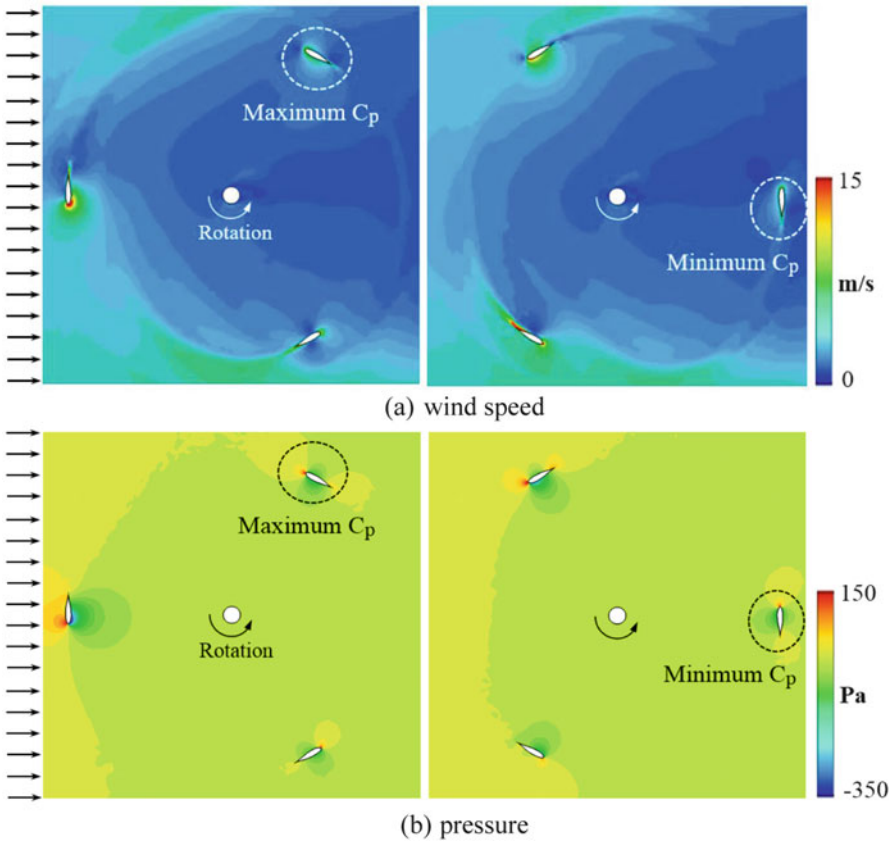 Maximum Cp
Rotation
Minimum Cp
15
m/s
0
(a) wind speed
Maximum Cp
Rotation
Minimum Cp
150
Pa
-350
(b) pressure